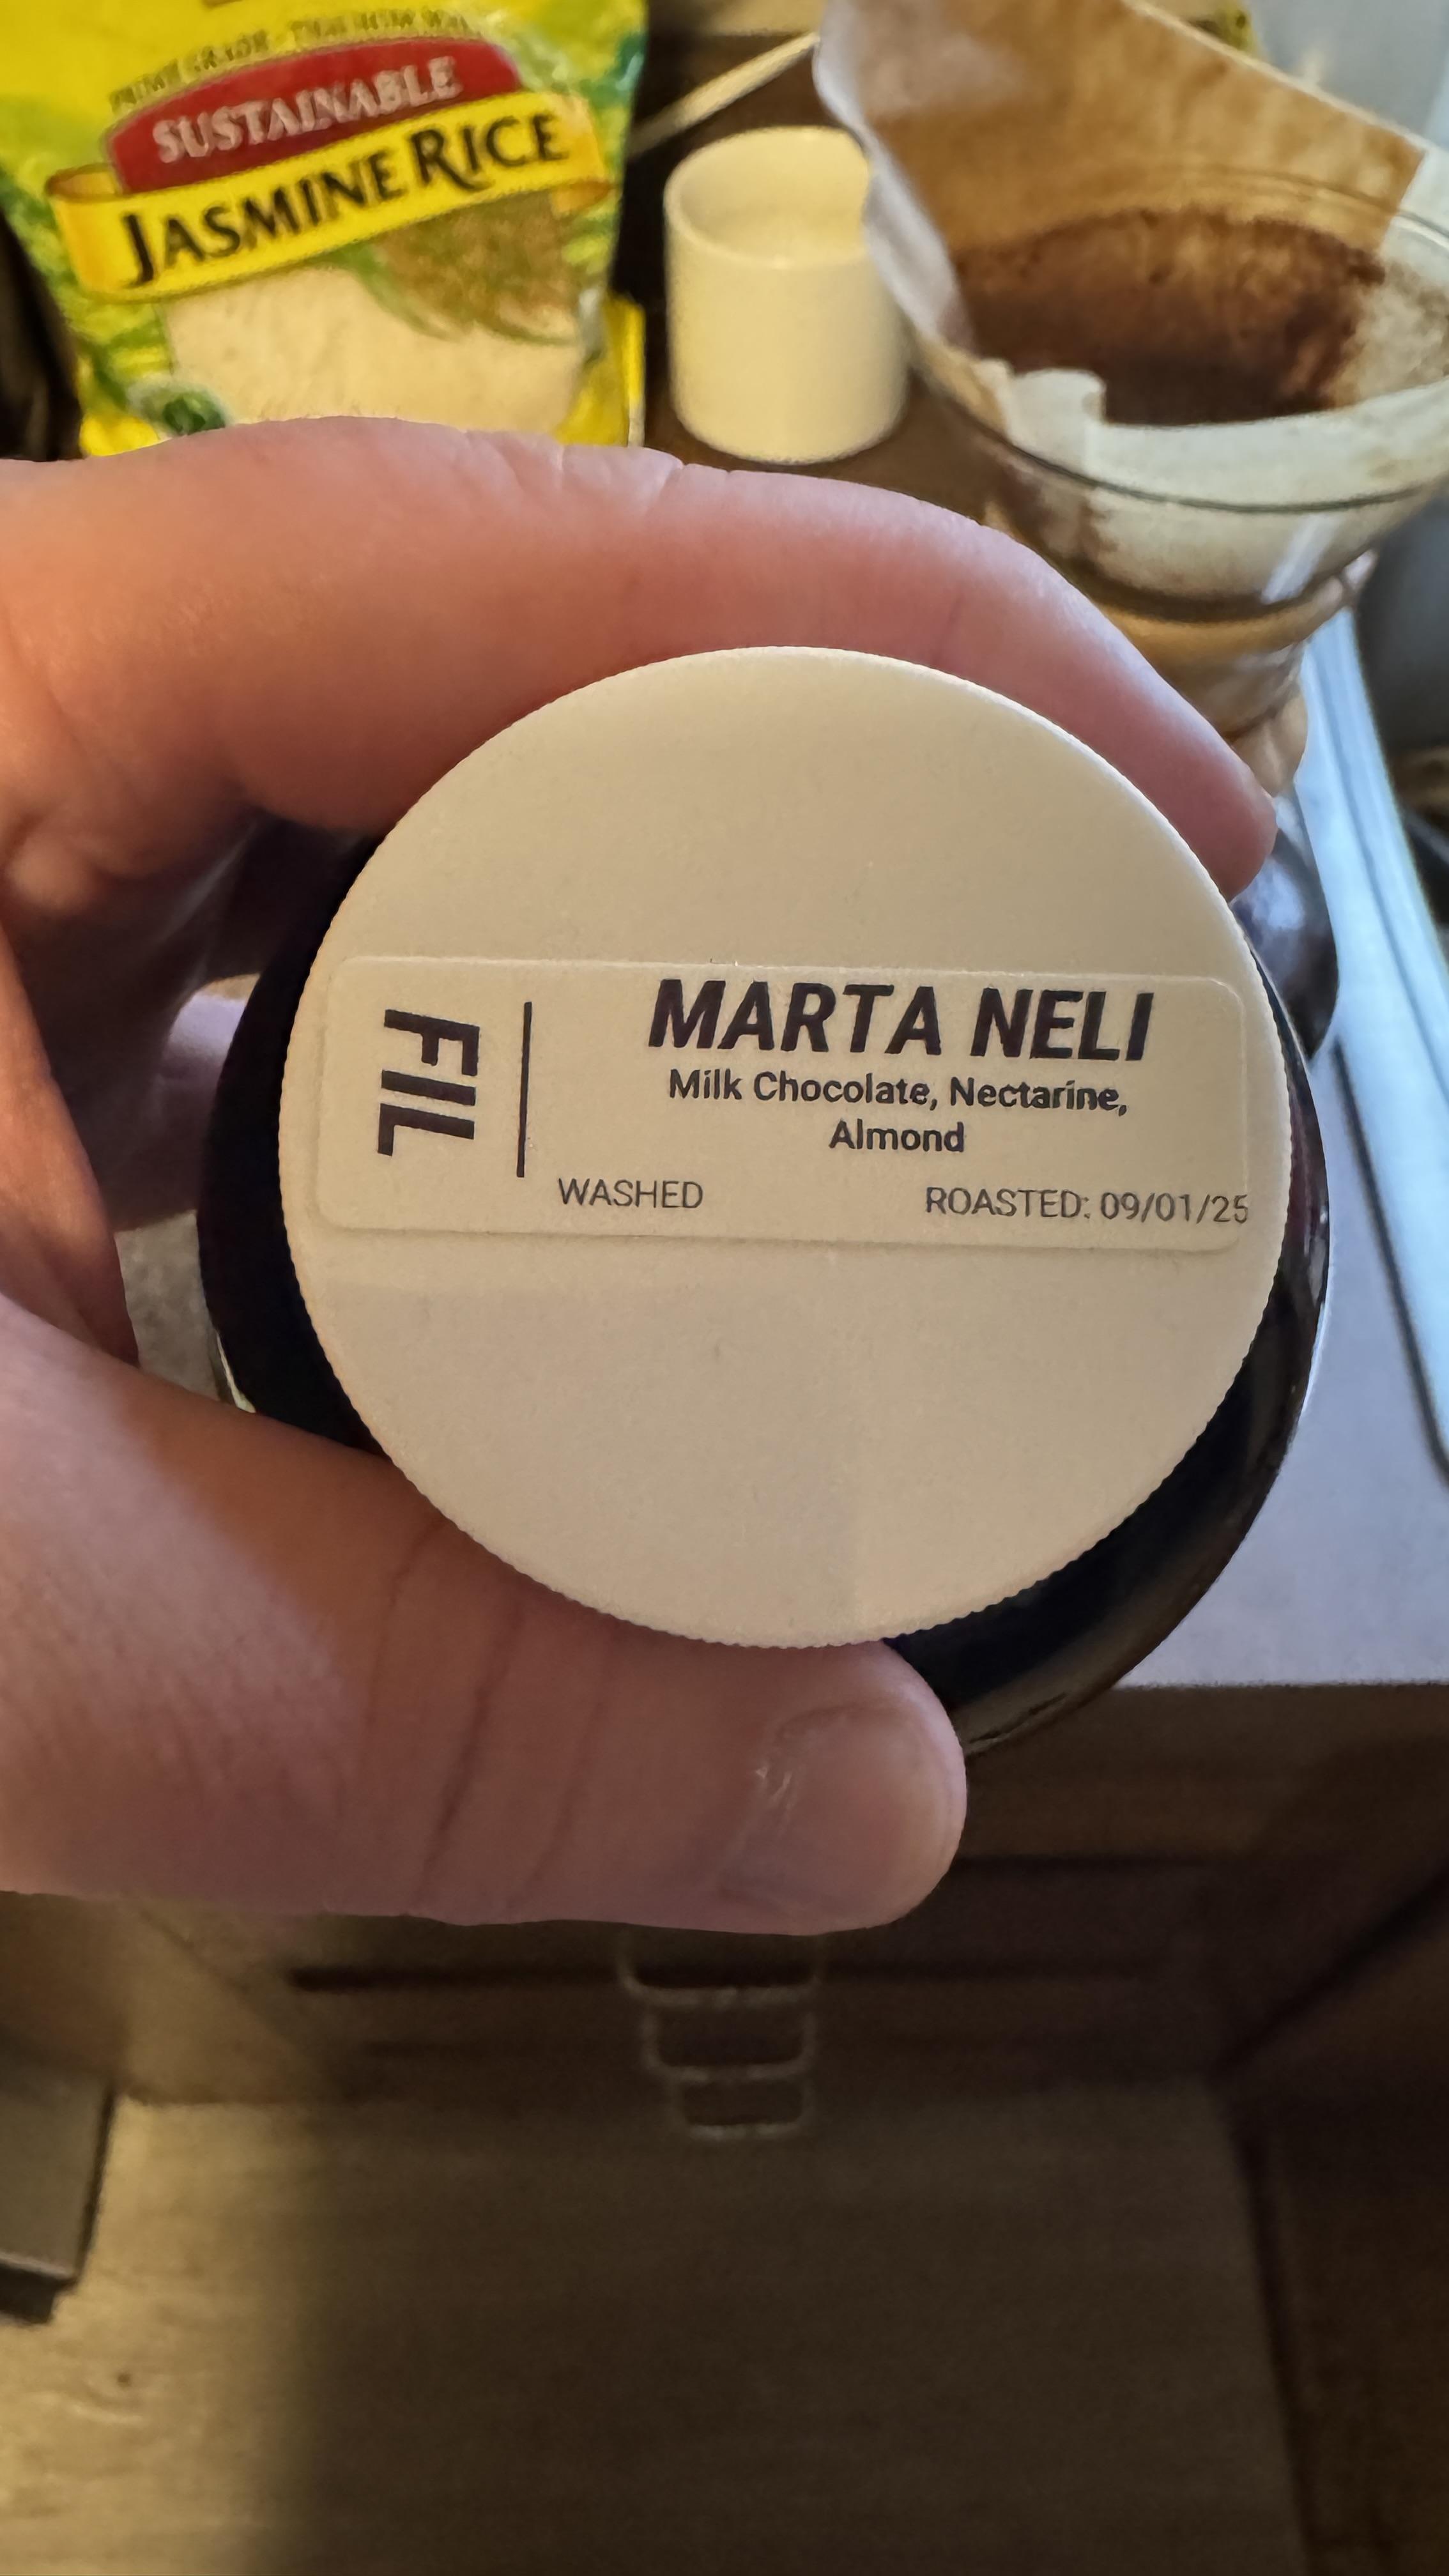 SUSTAINABLE
JASMINE RICE
FIL
MARTA NELI
Milk Chocolate, Nectarine,
Almond
WASHED
ROASTED: 09/01/25